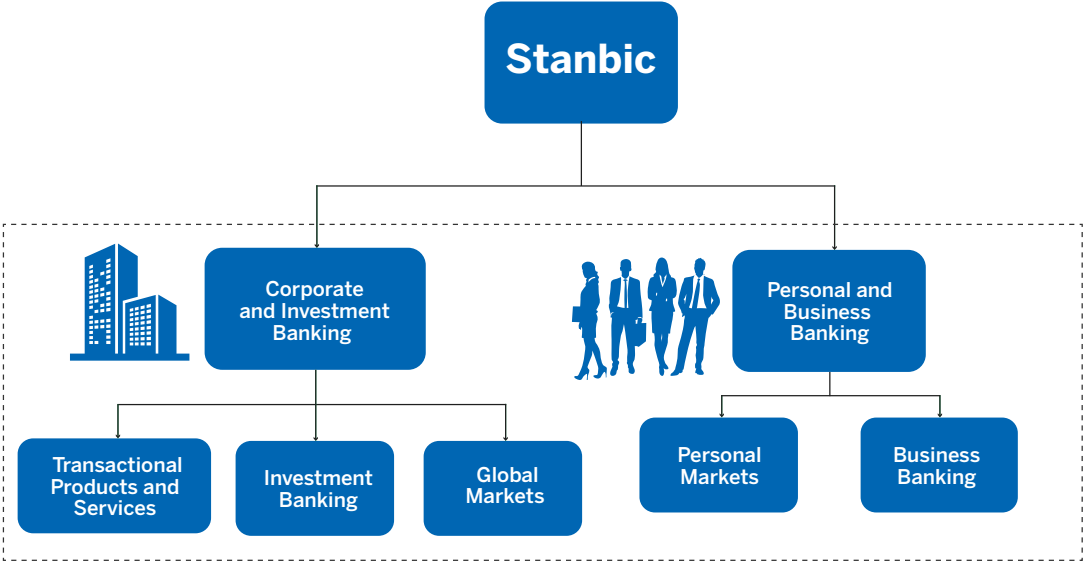 Stanbic
Corporate
and Investment
Banking
Personal and
Business
Banking
Transactional
Products and
Services
Investment
Banking
Global
Markets
Personal
Markets
Business
Banking